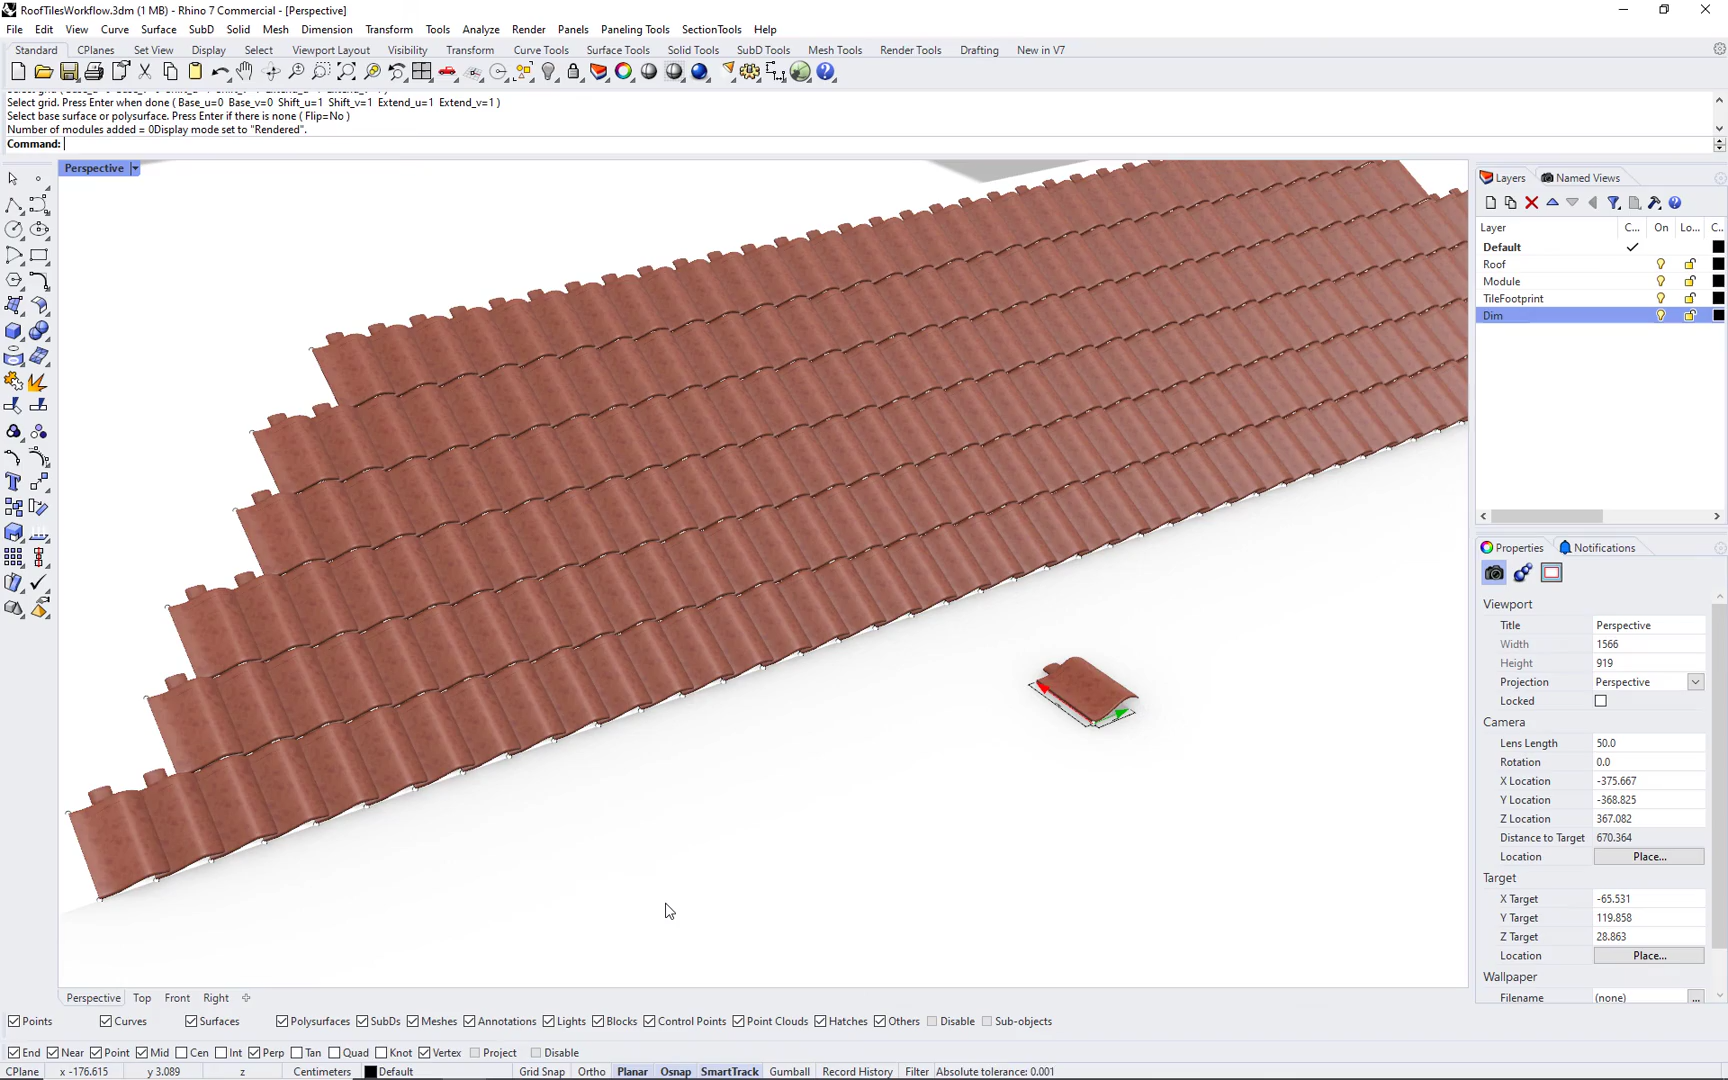 RoofTilesWorkflow.3dm (1 MB) - Rhino 7 Commercial - [Perspective]
File Edit View Curve Surface SubD Solid Mesh Dimension Transform Tools Analyze Render Panels Paneling Tools SectionTools Help
Standard CPlanes Set View Display Select Viewport Layout Visibility Transform Curve Tools Surface Tools Solid Tools SubD Tools Mesh Tools Render Tools Drafting New in V7
Select grid. Press Enter when done ( Base_u=0 Base_v=0 Shift_u=1 Shift_v=1 Extend_u=1 Extend_v=1 )
Select base surface or polysurface. Press Enter if there is none ( Flip=No )
Number of modules added = 0Display mode set to "Rendered".
Command:
Perspective
Layers Named Views
Layer C... On Lo... C...
Default
Roof
Module
TileFootprint
Dim
Properties Notifications
Viewport
Title Perspective
Width 1566
Height 919
Projection Perspective
Locked
Camera
Lens Length 50.0
Rotation 0.0
X Location -375.667
Y Location -368.825
Z Location 367.082
Distance to Target 670.364
Location Place...
Target
X Target -65.531
Y Target 119.858
Z Target 28.863
Location Place...
Wallpaper
Filename (none) ...
Perspective Top Front Right
Points Curves Surfaces Polysurfaces SubDs Meshes Annotations Lights Blocks Control Points Point Clouds Hatches Others Disable Sub-objects
End Near Point Mid Cen Int Perp Tan Quad Knot Vertex Project Disable
CPlane x -176.615 y 3.089 z Centimeters Default Grid Snap Ortho Planar Osnap SmartTrack Gumball Record History Filter Absolute tolerance: 0.001